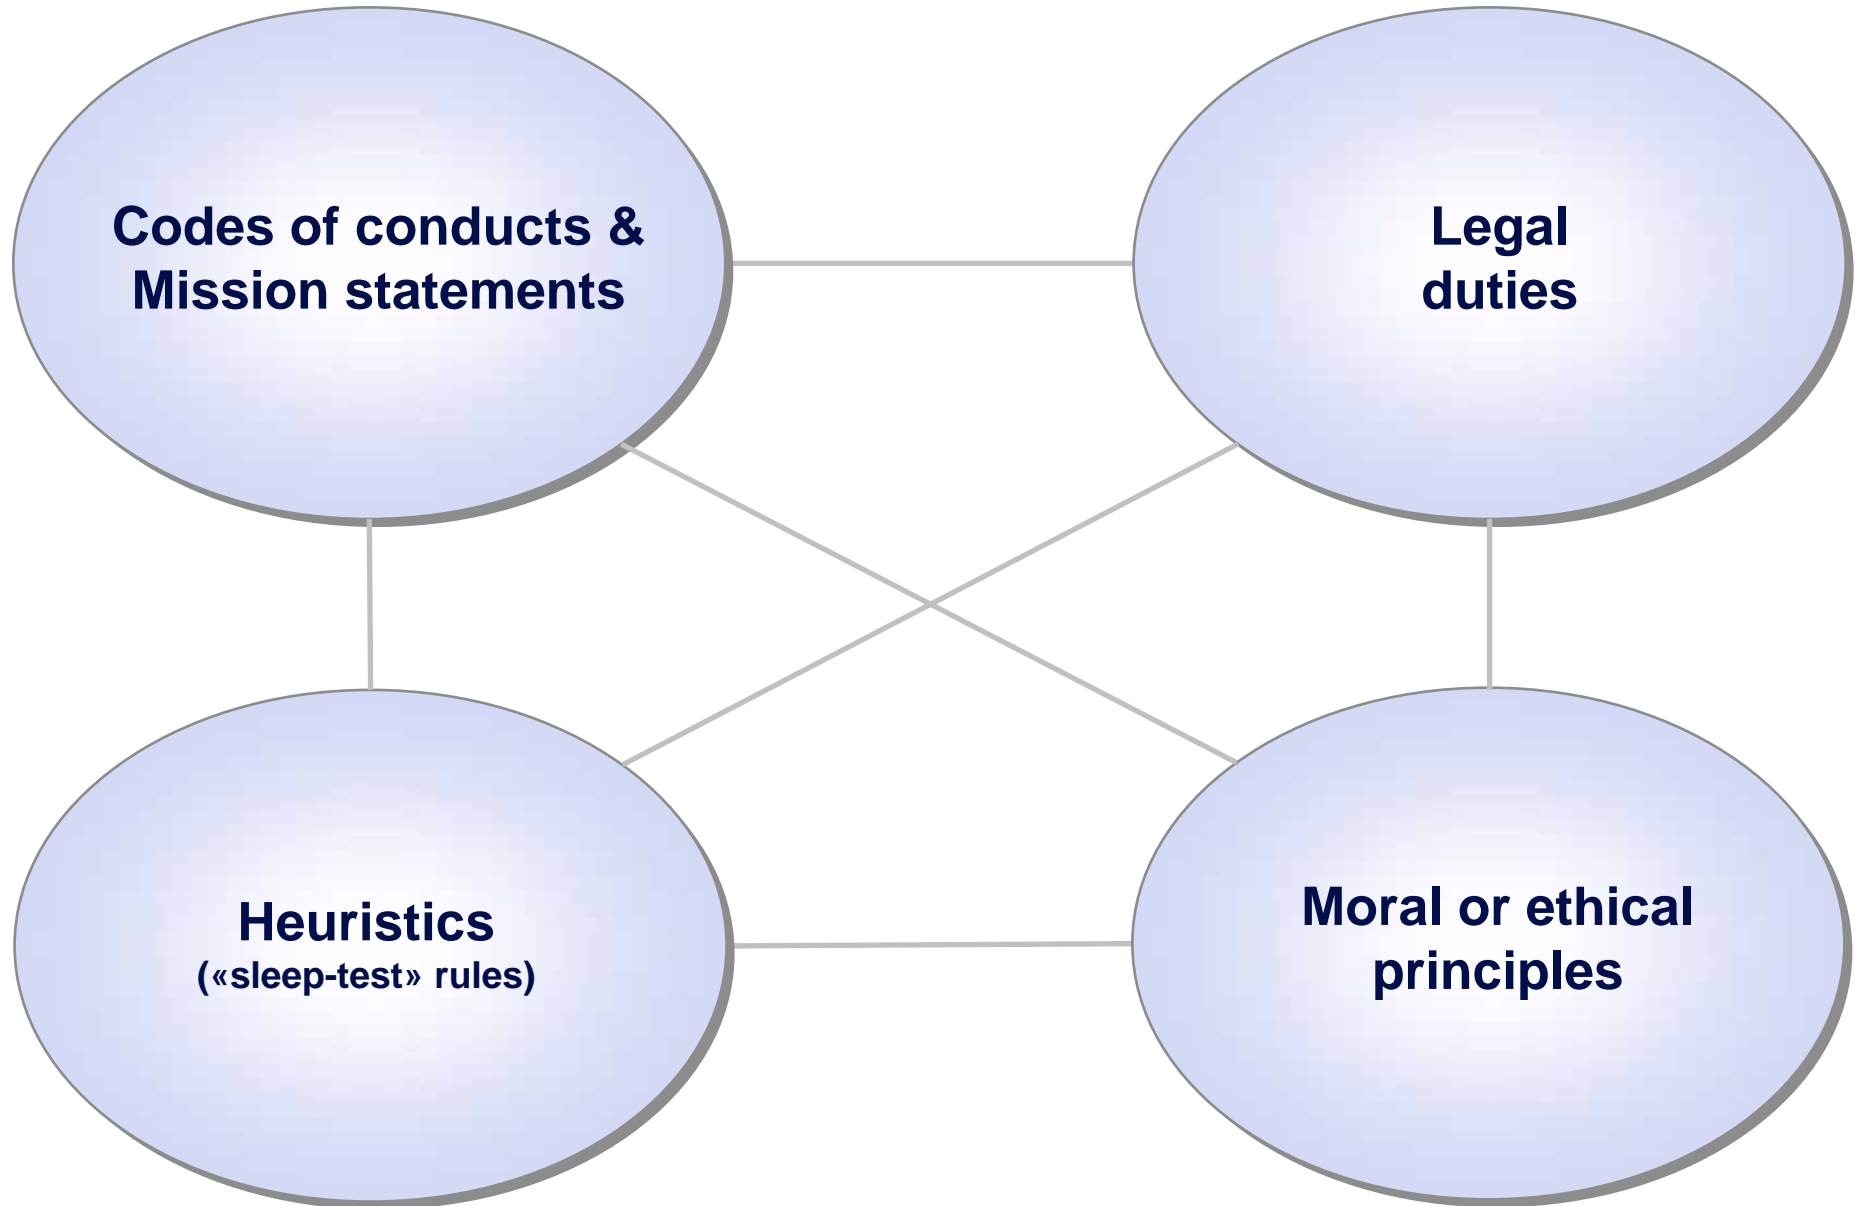 Codes of conducts &
Mission statements
Legal
duties
Heuristics
(«sleep-test» rules)
Moral or ethical
principles